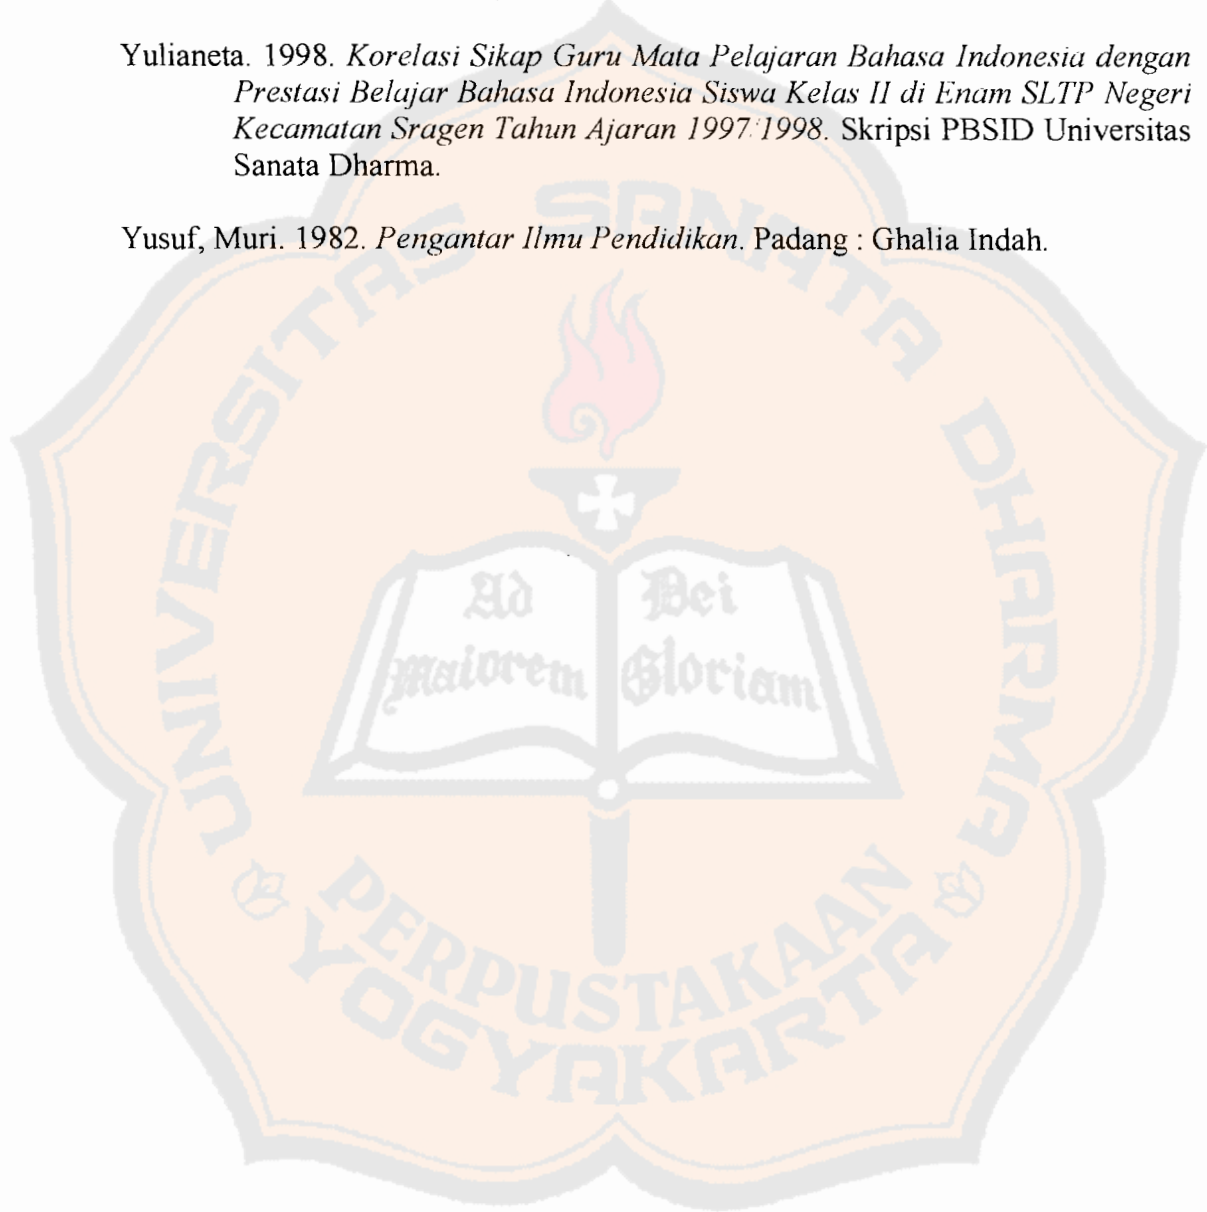 Yulianeta. 1998. Korelasi Sikap Guru Mata Pelajaran Bahasa Indonesia dengan
Prestasi Belajar Bahasa Indonesia Siswa Kelas II di Enam SLTP Negeri
Kecamatan Sragen Tahun Ajaran 1997/1998. Skripsi PBSID Universitas
Sanata Dharma.
Yusuf, Muri. 1982. Pengantar Ilmu Pendidikan. Padang : Ghalia Indah.
UNIVERSITAS SANATA DHARMA
Ad Dei
maiorem Gloriam
PERPUSTAKAAN
YOGYAKARTA